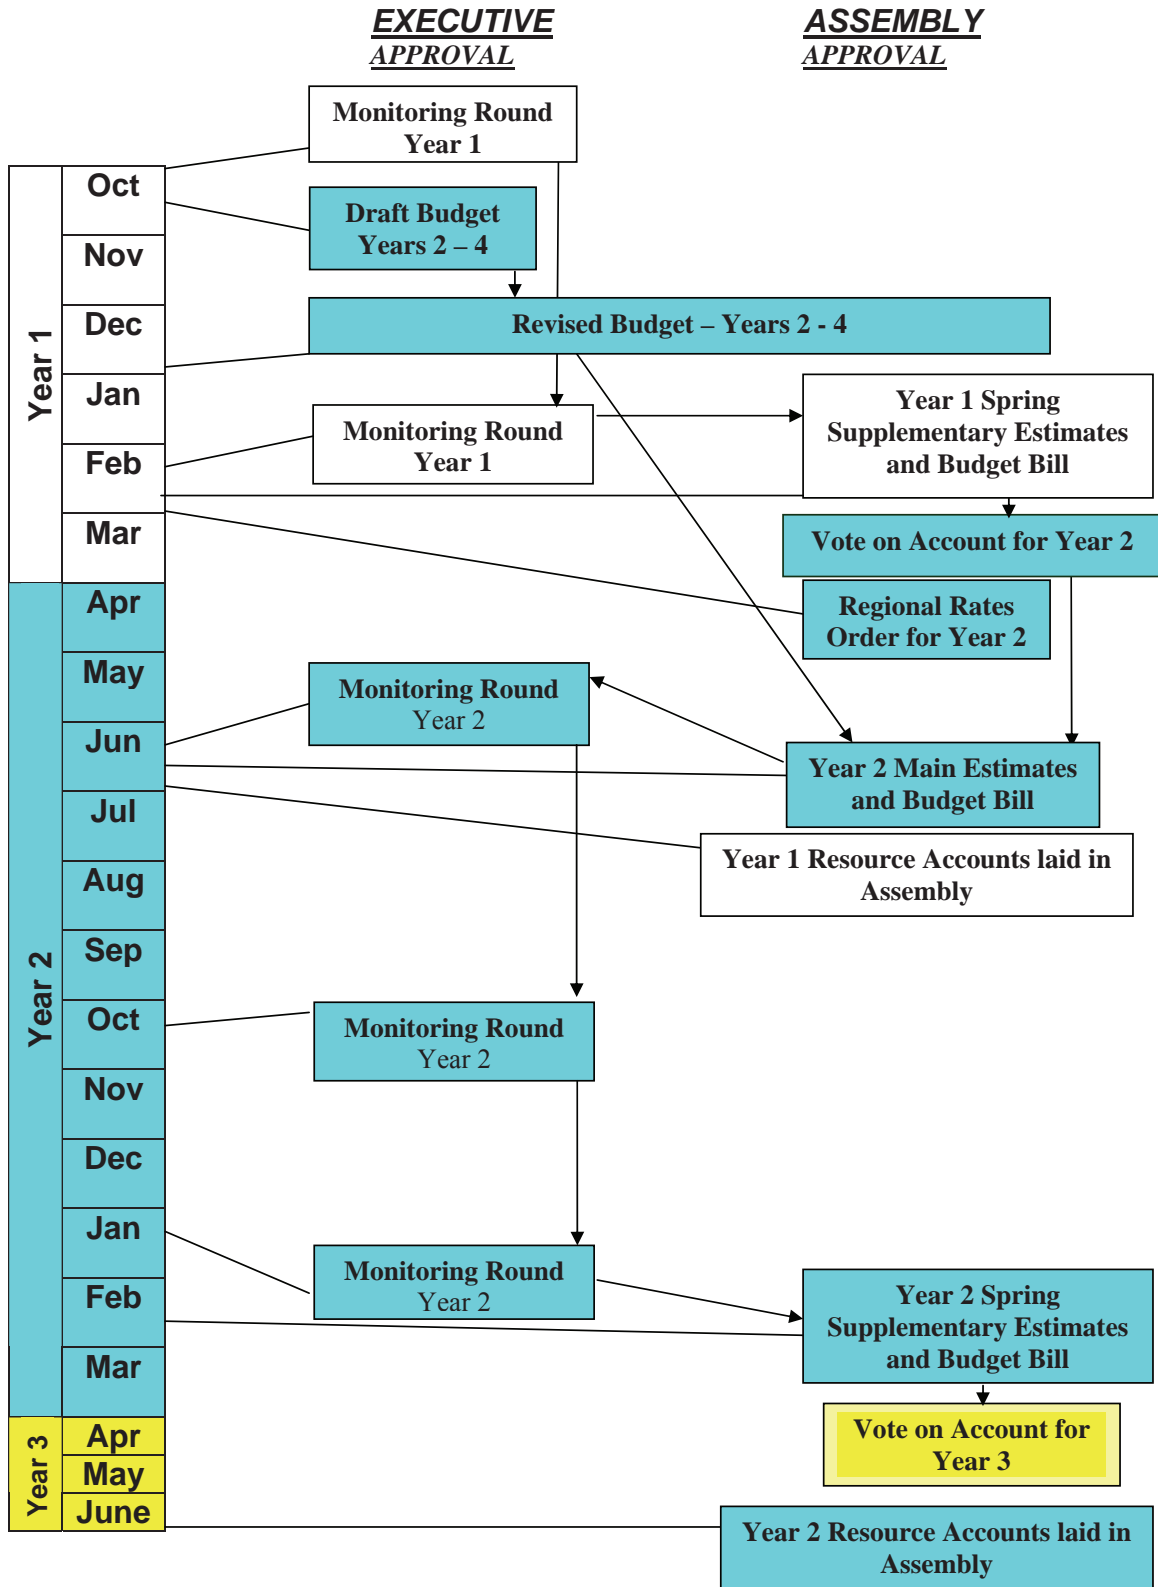 EXECUTIVE
APPROVAL
ASSEMBLY
APPROVAL
Monitoring Round
Year 1
Year 1
Oct
Nov
Dec
Jan
Feb
Mar
Draft Budget
Years 2 – 4
Revised Budget – Years 2 - 4
Monitoring Round
Year 1
Year 1 Spring
Supplementary Estimates
and Budget Bill
Vote on Account for Year 2
Regional Rates
Order for Year 2
Year 2
Apr
May
Jun
Jul
Aug
Sep
Oct
Nov
Dec
Jan
Feb
Mar
Monitoring Round
Year 2
Year 2 Main Estimates
and Budget Bill
Year 1 Resource Accounts laid in
Assembly
Monitoring Round
Year 2
Monitoring Round
Year 2
Year 2 Spring
Supplementary Estimates
and Budget Bill
Vote on Account for
Year 3
Year 3
Apr
May
June
Year 2 Resource Accounts laid in
Assembly